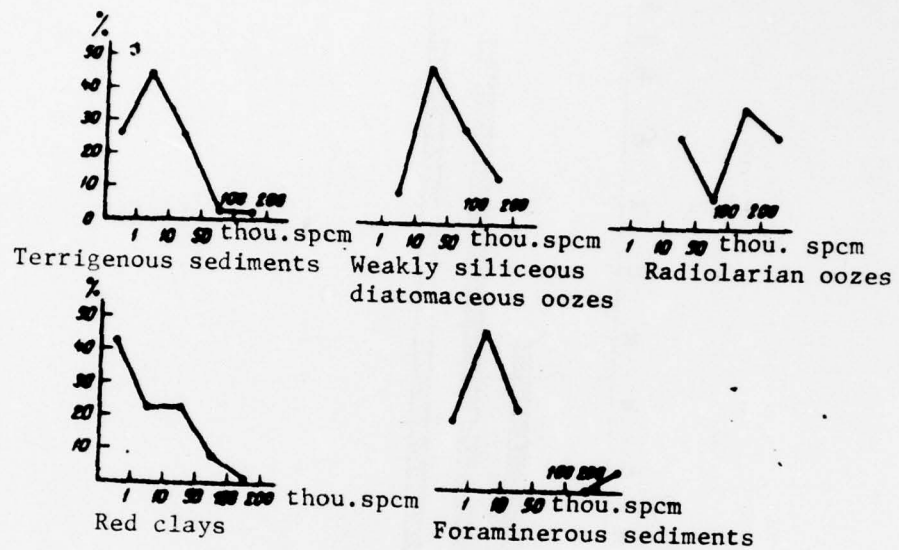 %
50
40
30
20
10
0
100 200
1 10 50 thou.spcm
Terrigenous sediments
100 200
1 10 50 thou.spcm
Weakly siliceous
diatomaceous oozes
100 200
1 10 50 thou. spcm
Radiolarian oozes
%
50
40
30
20
10
1 10 50 100 200 thou.spcm
Red clays
100 200
1 10 50 thou.spcm
Foraminerous sediments